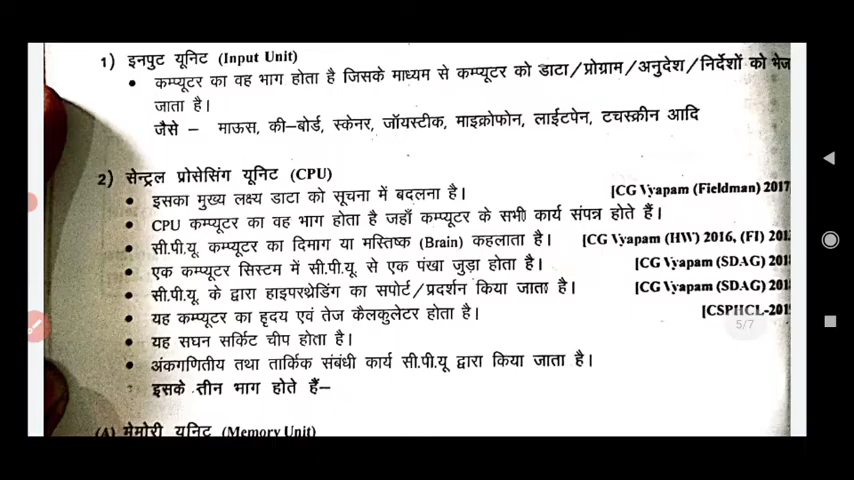 1) इनपुट यूनिट (Input Unit)
• कम्प्यूटर का वह भाग होता है जिसके माध्यम से कम्प्यूटर को डाटा/प्रोग्राम/अनुदेश/निर्देशों को भेजा
जाता है।
जैसे – माऊस, की–बोर्ड, स्केनर, जॉयस्टीक, माइक्रोफोन, लाईटपेन, टचस्क्रीन आदि
2) सेन्ट्रल प्रोसेसिंग यूनिट (CPU)
• इसका मुख्य लक्ष्य डाटा को सूचना में बदलना है। [CG Vyapam (Fieldman) 2017
• CPU कम्प्यूटर का वह भाग होता है जहाँ कम्प्यूटर के सभी कार्य संपन्न होते हैं।
• सी.पी.यू. कम्प्यूटर का दिमाग या मस्तिष्क (Brain) कहलाता है। [CG Vyapam (HW) 2016, (FI)
• एक कम्प्यूटर सिस्टम में सी.पी.यू. से एक पंखा जुड़ा होता है। [CG Vyapam (SDAG)
• सी.पी.यू. के द्वारा हाइपरथ्रेडिंग का सपोर्ट/प्रदर्शन किया जाता है। [CG Vyapam (SDAG)
• यह कम्प्यूटर का हृदय एवं तेज कैलकुलेटर होता है। [CSPHCL-201
5/7
• यह सघन सर्किट चीप होता है।
• अंकगणितीय तथा तार्किक संबंधी कार्य सी.पी.यू द्वारा किया जाता है।
इसके तीन भाग होते हैं–
(A) मेमोरी यूनिट (Memory Unit)